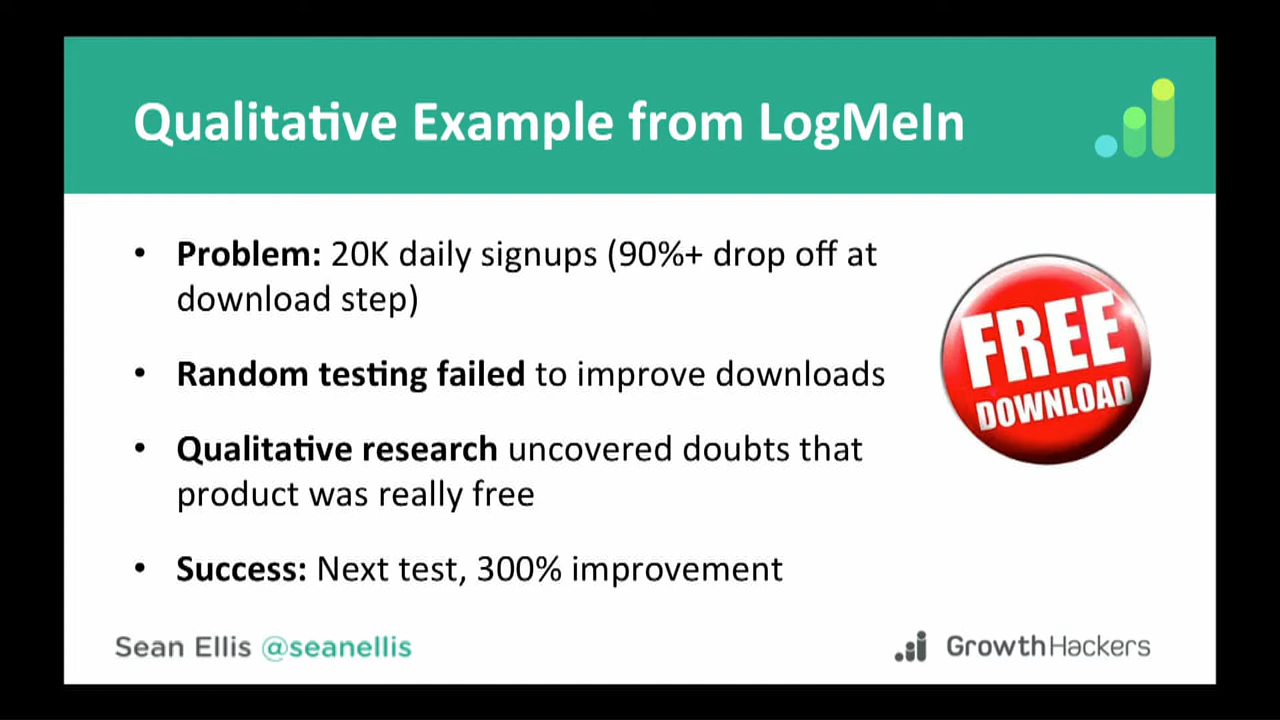 Qualitative Example from LogMeIn
• Problem: 20K daily signups (90%+ drop off at
download step)
• Random testing failed to improve downloads
• Qualitative research uncovered doubts that
product was really free
• Success: Next test, 300% improvement
FREE
DOWNLOAD
Sean Ellis @seanellis
GrowthHackers